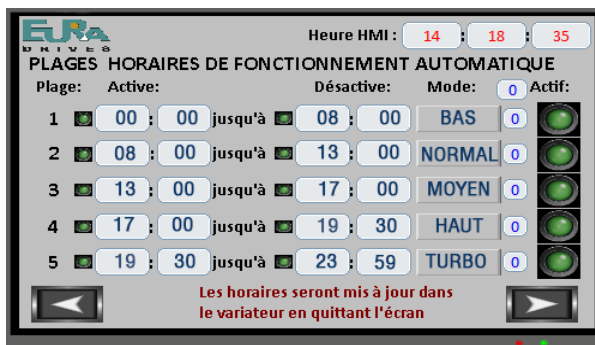 EURA
DRIVES
Heure HMI : 14 : 18 : 35
PLAGES HORAIRES DE FONCTIONNEMENT AUTOMATIQUE
Plage: Active: Désactive: Mode: 0 Actif:
1 00 : 00 jusqu'à 08 : 00 BAS 0
2 08 : 00 jusqu'à 13 : 00 NORMAL 0
3 13 : 00 jusqu'à 17 : 00 MOYEN 0
4 17 : 00 jusqu'à 19 : 30 HAUT 0
5 19 : 30 jusqu'à 23 : 59 TURBO 0
Les horaires seront mis à jour dans
le variateur en quittant l'écran